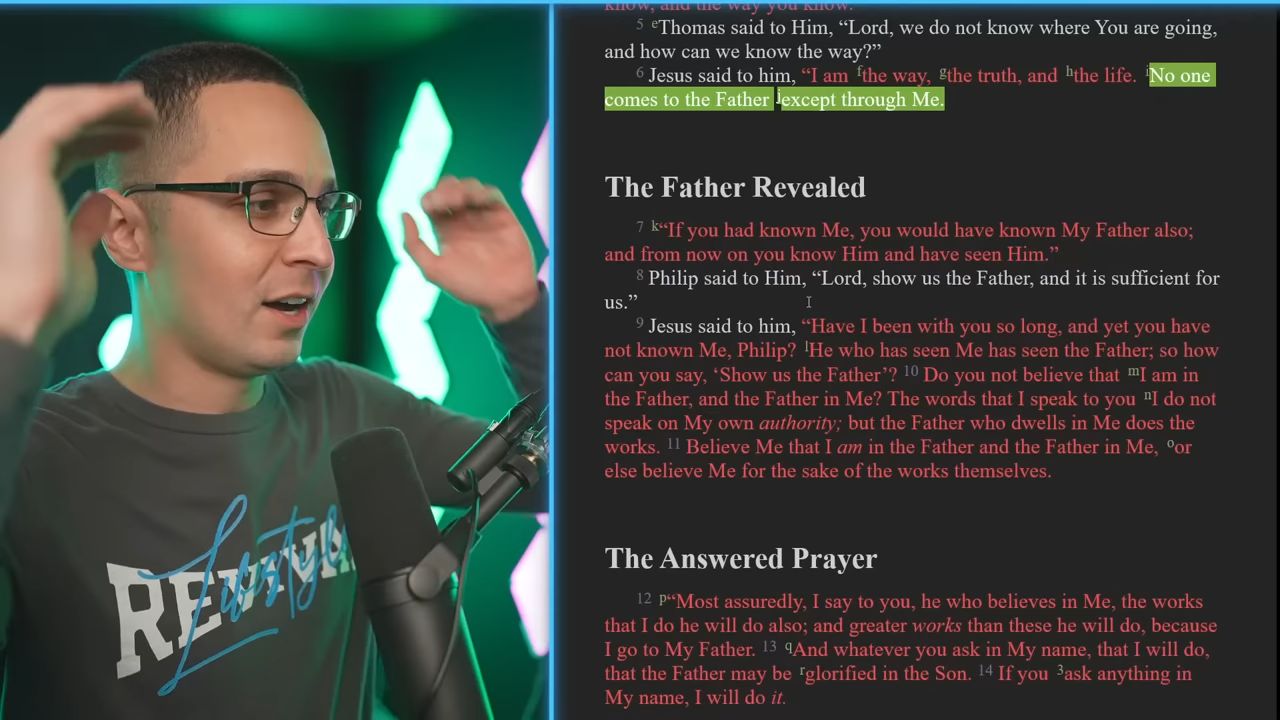 know, and the way you know.
5 eThomas said to Him, “Lord, we do not know where You are going,
and how can we know the way?”
6 Jesus said to him, “I am fthe way, gthe truth, and hthe life. iNo one
comes to the Father jexcept through Me.
The Father Revealed
7 k“If you had known Me, you would have known My Father also;
and from now on you know Him and have seen Him.”
8 Philip said to Him, “Lord, show us the Father, and it is sufficient for
us.”
9 Jesus said to him, “Have I been with you so long, and yet you have
not known Me, Philip? lHe who has seen Me has seen the Father; so how
can you say, ‘Show us the Father’? 10 Do you not believe that mI am in
the Father, and the Father in Me? The words that I speak to you nI do not
speak on My own authority; but the Father who dwells in Me does the
works. 11 Believe Me that I am in the Father and the Father in Me, oor
else believe Me for the sake of the works themselves.
The Answered Prayer
12 p“Most assuredly, I say to you, he who believes in Me, the works
that I do he will do also; and greater works than these he will do, because
I go to My Father. 13 qAnd whatever you ask in My name, that I will do,
that the Father may be rglorified in the Son. 14 If you 3ask anything in
My name, I will do it.
Lifestyle